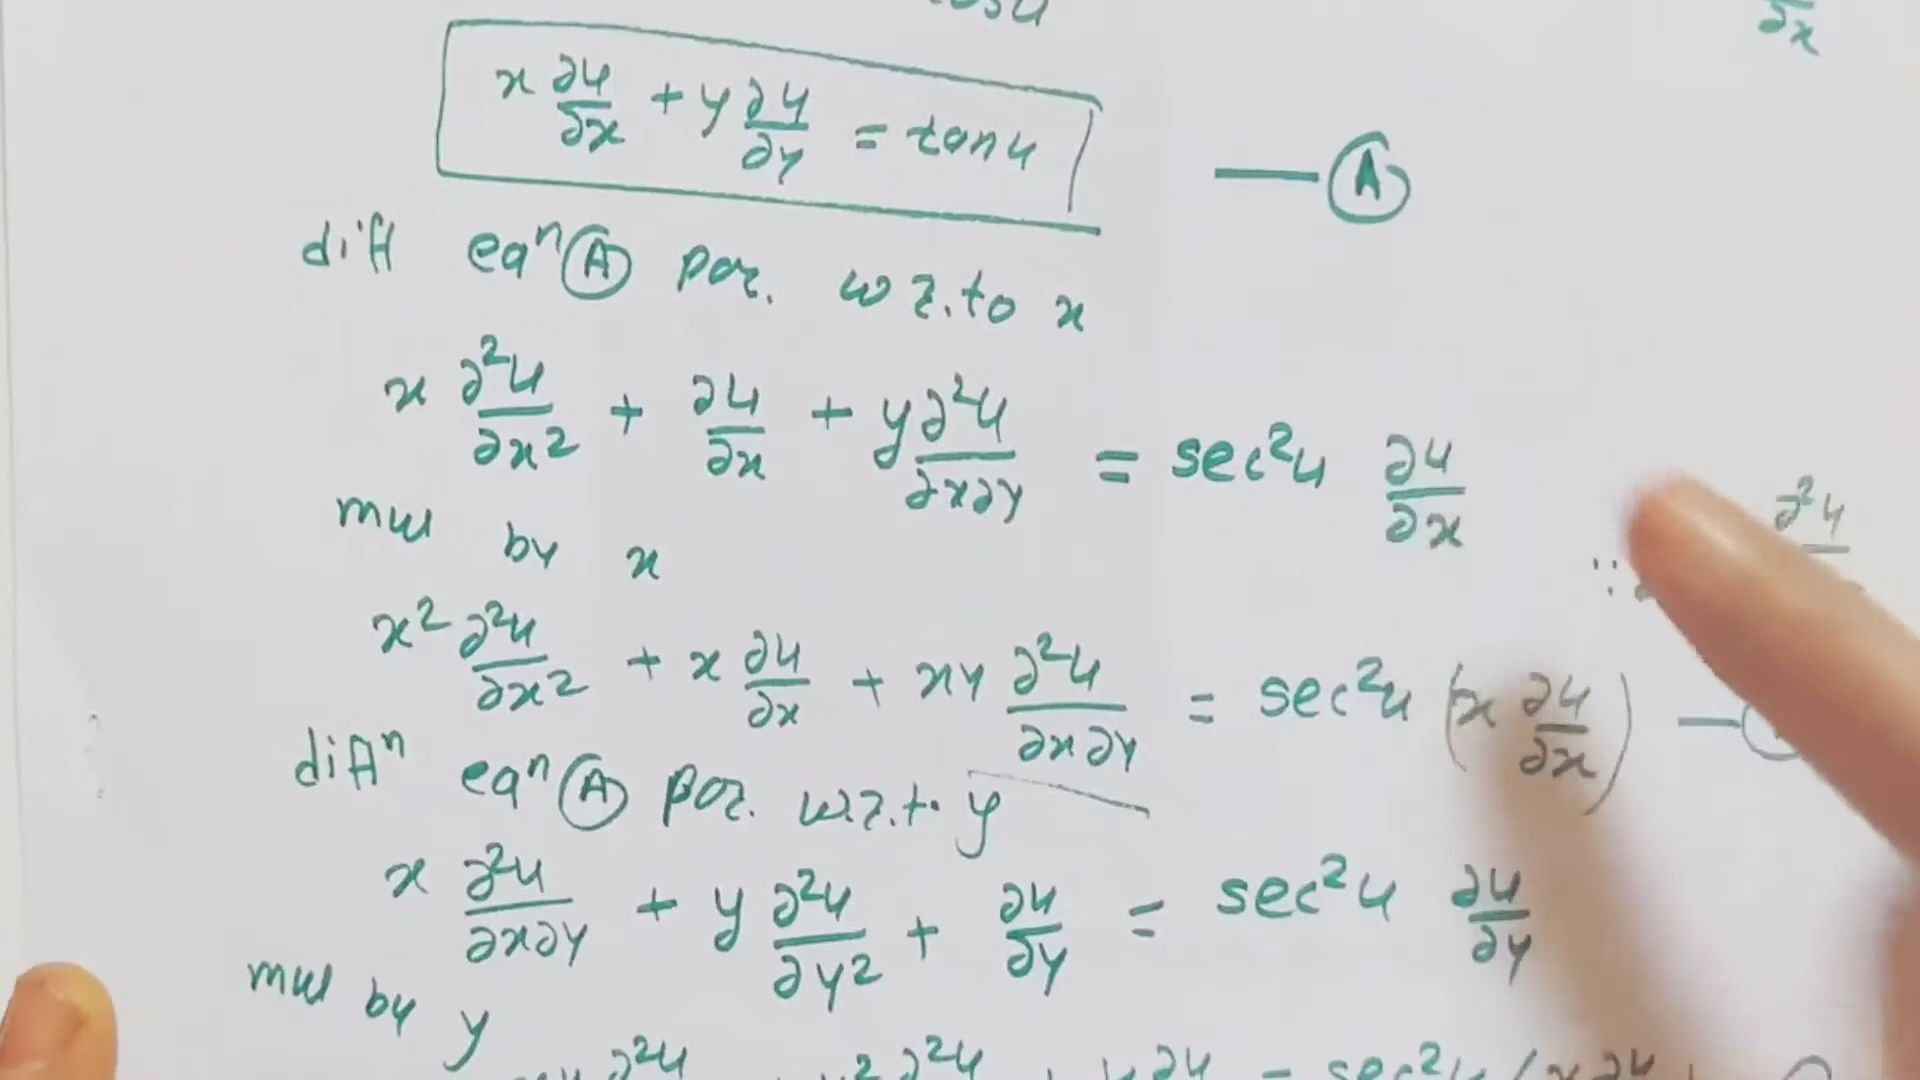 x ∂u/∂x + y ∂u/∂y = tan u — (A)
diff eqⁿ (A) par. w r. to x
x ∂²u/∂x² + ∂u/∂x + y ∂²u/∂x∂y = sec²u ∂u/∂x
mul by x
x² ∂²u/∂x² + x ∂u/∂x + xy ∂²u/∂x∂y = sec²u (x ∂u/∂x) —
diffⁿ eqⁿ (A) par. w.r.t. y
x ∂²u/∂x∂y + y ∂²u/∂y² + ∂u/∂y = sec²u ∂u/∂y
mul by y